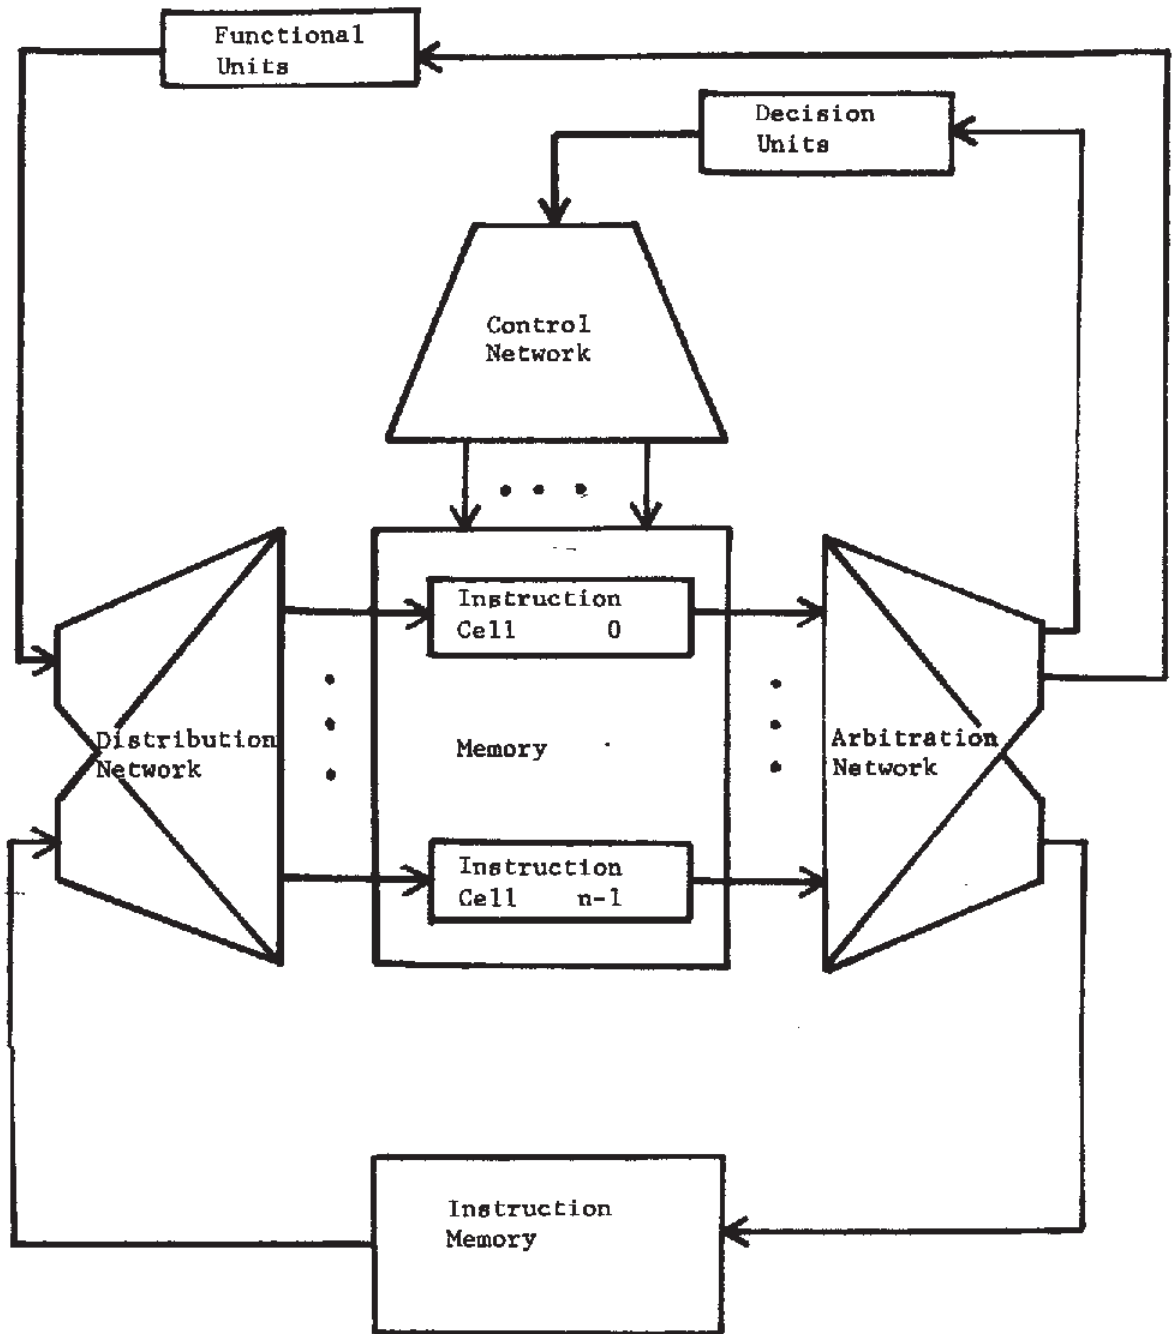 Functional
Units
Decision
Units
Control
Network
Instruction
Cell 0
Distribution
Network
Memory
Arbitration
Network
Instruction
Cell n-1
Instruction
Memory